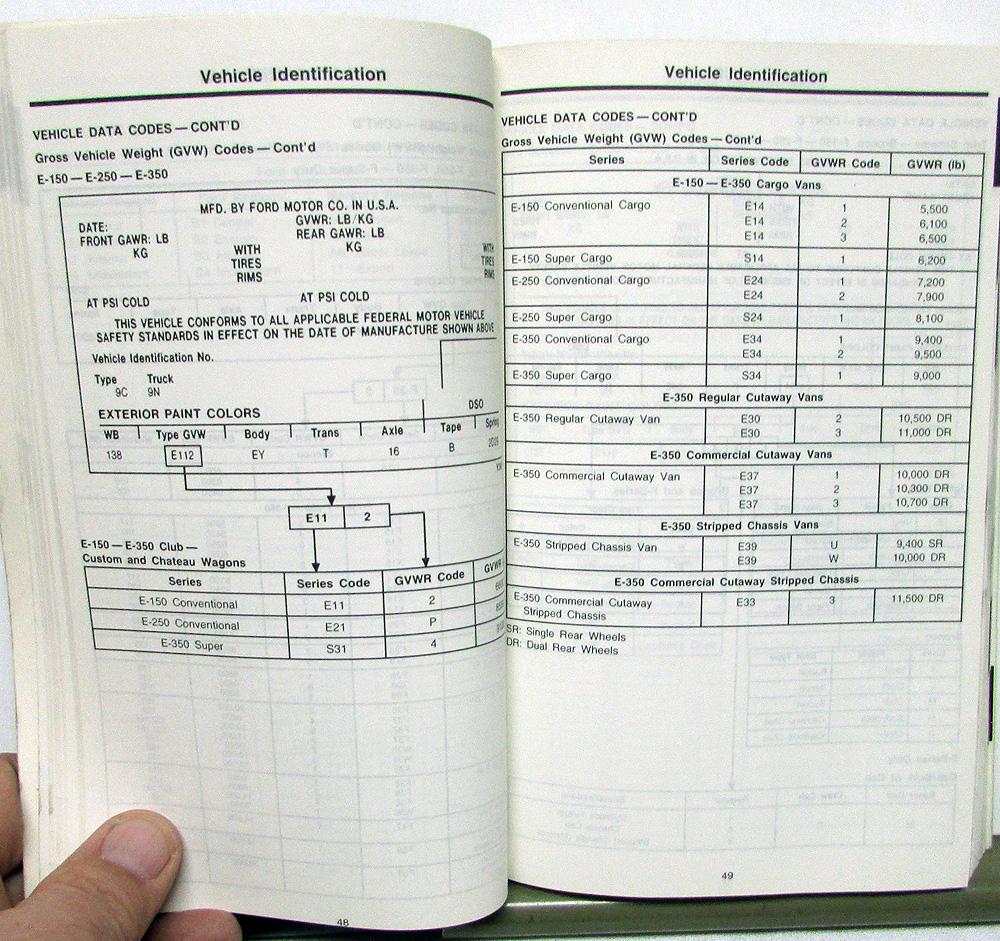 Vehicle Identification
VEHICLE DATA CODES — CONT'D
Gross Vehicle Weight (GVW) Codes — Cont'd
E-150 — E-250 — E-350
MFD. BY FORD MOTOR CO. IN U.S.A.
DATE: GVWR: LB/KG
FRONT GAWR: LB REAR GAWR: LB
KG WITH KG WITH
TIRES TIRES
RIMS RIMS
AT PSI COLD AT PSI COLD
THIS VEHICLE CONFORMS TO ALL APPLICABLE FEDERAL MOTOR VEHICLE
SAFETY STANDARDS IN EFFECT ON THE DATE OF MANUFACTURE SHOWN ABOVE
Vehicle Identification No.
Type Truck
9C 9N
EXTERIOR PAINT COLORS DSO
WB Type GVW Body Trans Axle Tape
138 E112 EY T 16 B
E11 2
E-150 — E-350 Club —
Custom and Chateau Wagons
Series Series Code GVWR Code GVWR
E-150 Conventional E11 2
E-250 Conventional E21 P
E-350 Super S31 4
48
Vehicle Identification
VEHICLE DATA CODES — CONT'D
Gross Vehicle Weight (GVW) Codes — Cont'd
Series Series Code GVWR Code GVWR (lb)
E-150 — E-350 Cargo Vans
E-150 Conventional Cargo E14 1 5,500
E14 2 6,100
E14 3 6,500
E-150 Super Cargo S14 1 6,200
E-250 Conventional Cargo E24 1 7,200
E24 2 7,900
E-250 Super Cargo S24 1 8,100
E-350 Conventional Cargo E34 1 9,400
E34 2 9,500
E-350 Super Cargo S34 1 9,000
E-350 Regular Cutaway Vans
E-350 Regular Cutaway Van E30 2 10,500 DR
E30 3 11,000 DR
E-350 Commercial Cutaway Vans
E-350 Commercial Cutaway Van E37 1 10,000 DR
E37 2 10,300 DR
E37 3 10,700 DR
E-350 Stripped Chassis Vans
E-350 Stripped Chassis Van E39 U 9,400 SR
E39 W 10,000 DR
E-350 Commercial Cutaway Stripped Chassis
E-350 Commercial Cutaway E33 3 11,500 DR
Stripped Chassis
SR: Single Rear Wheels
DR: Dual Rear Wheels
49